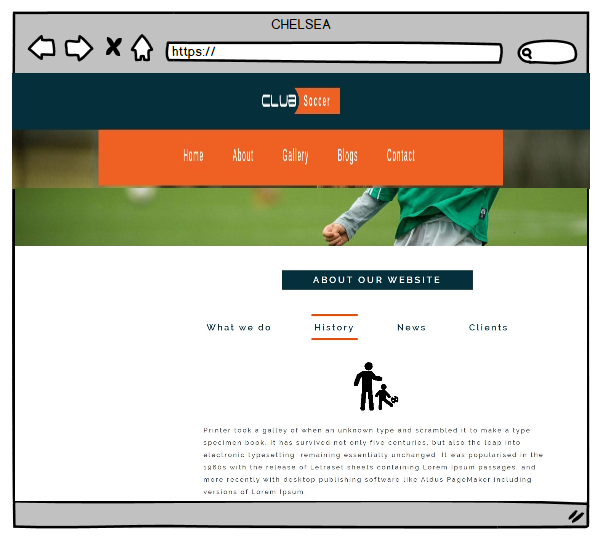 CHELSEA
https://
CLUB Soccer
Home About Gallery Blogs Contact
ABOUT OUR WEBSITE
What we do History News Clients
Printer took a galley of when an unknown type and scrambled it to make a type
specimen book. It has survived not only five centuries, but also the leap into
electronic typesetting, remaining essentially unchanged. It was popularised in the
1960s with the release of Letraset sheets containing Lorem Ipsum passages, and
more recently with desktop publishing software like Aldus PageMaker including
versions of Lorem Ipsum